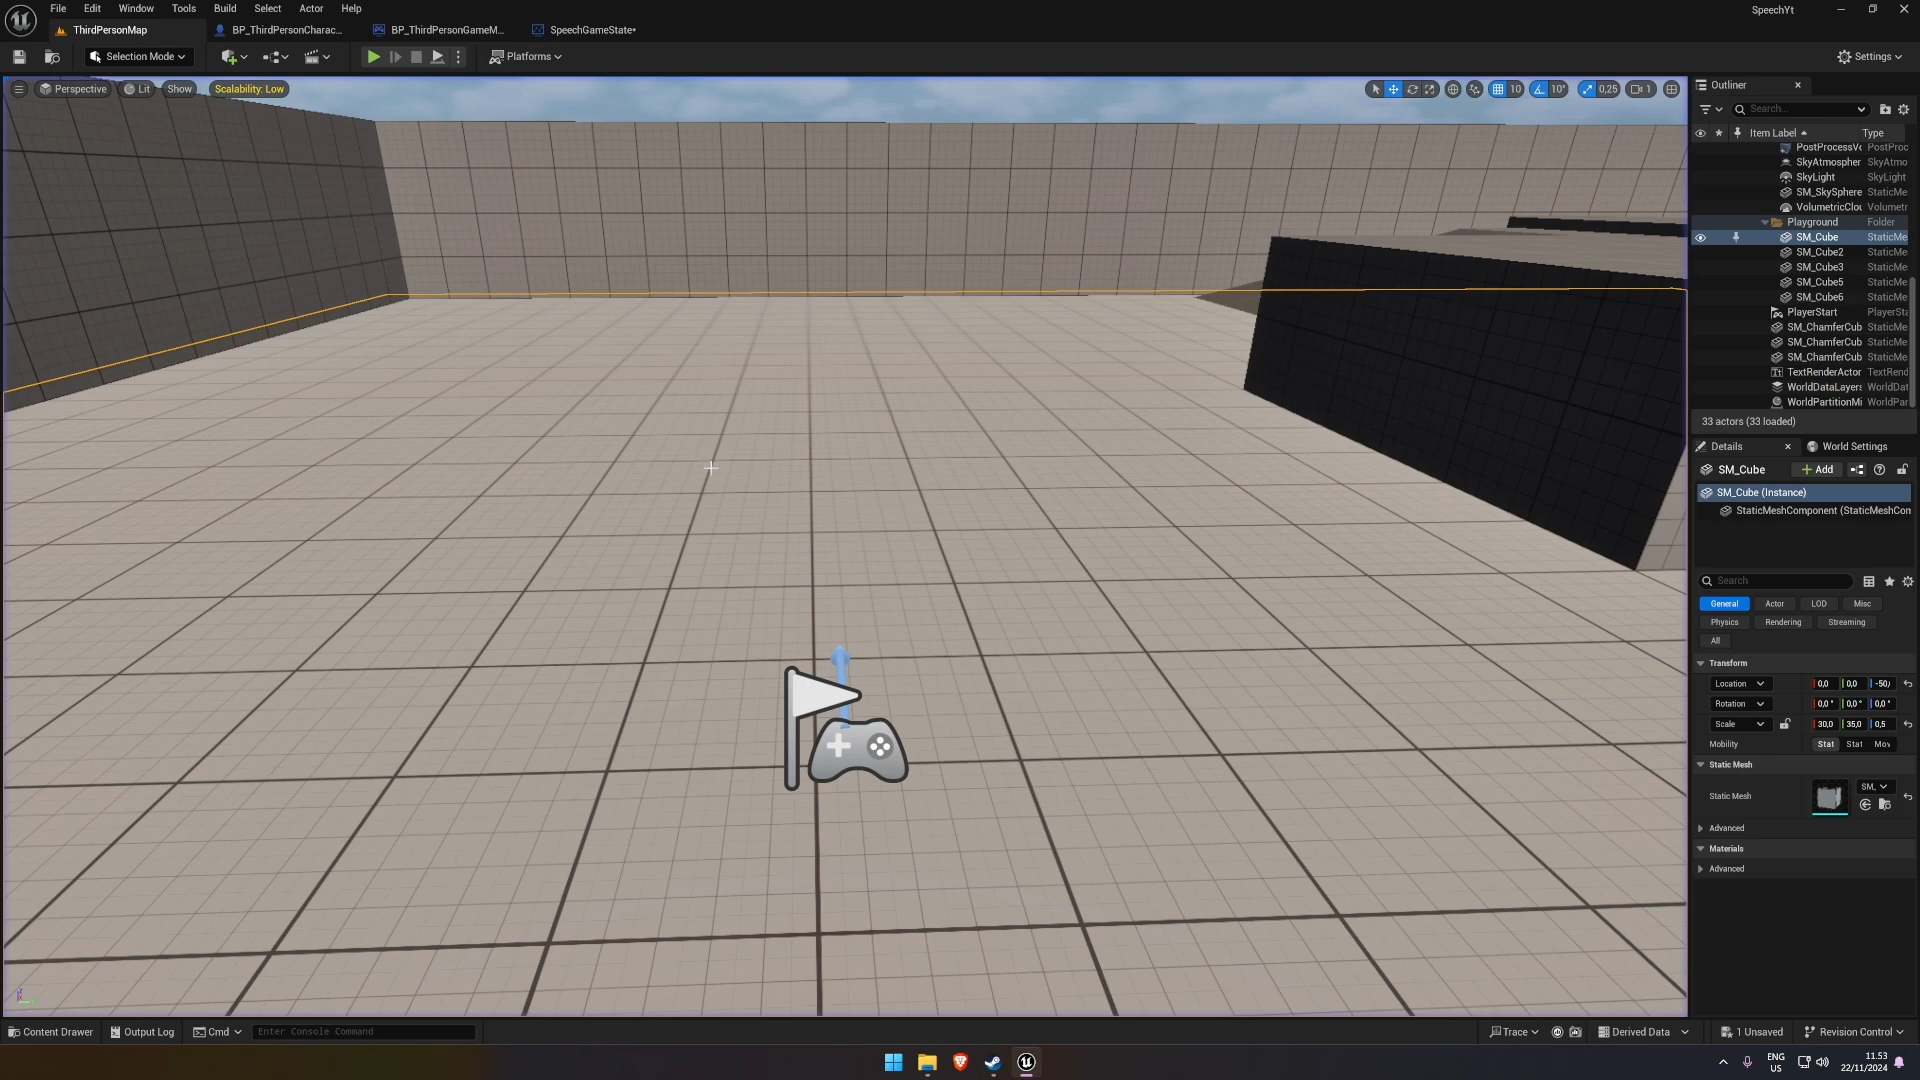 File Edit Window Tools Build Select Actor Help
SpeechYt
ThirdPersonMap
BP_ThirdPersonCharac...
BP_ThirdPersonGameM...
SpeechGameState*
Selection Mode
Platforms
Settings
Perspective
Lit
Show
Scalability: Low
10
10°
0,25
1
Outliner
Search...
Item Label
Type
PostProcessVo PostProc
SkyAtmospher SkyAtmo
SkyLight SkyLight
SM_SkySphere StaticMe
VolumetricClou Volumetr
Playground Folder
SM_Cube StaticMe
SM_Cube2 StaticMe
SM_Cube3 StaticMe
SM_Cube5 StaticMe
SM_Cube6 StaticMe
PlayerStart PlayerSta
SM_ChamferCub StaticMe
SM_ChamferCub StaticMe
SM_ChamferCub StaticMe
TextRenderActor TextRend
WorldDataLayers WorldDat
WorldPartitionMi WorldPar
33 actors (33 loaded)
Details
World Settings
SM_Cube
Add
SM_Cube (Instance)
StaticMeshComponent (StaticMeshCom
Search
General Actor LOD Misc
Physics Rendering Streaming
All
Transform
Location 0,0 0,0 -50,
Rotation 0,0° 0,0° 0,0°
Scale 30,0 35,0 0,5
Mobility Stat Stat Mov
Static Mesh
Static Mesh
SM_
Advanced
Materials
Advanced
Content Drawer
Output Log
Cmd
Enter Console Command
Trace
Derived Data
1 Unsaved
Revision Control
ENG
US
11.53
22/11/2024